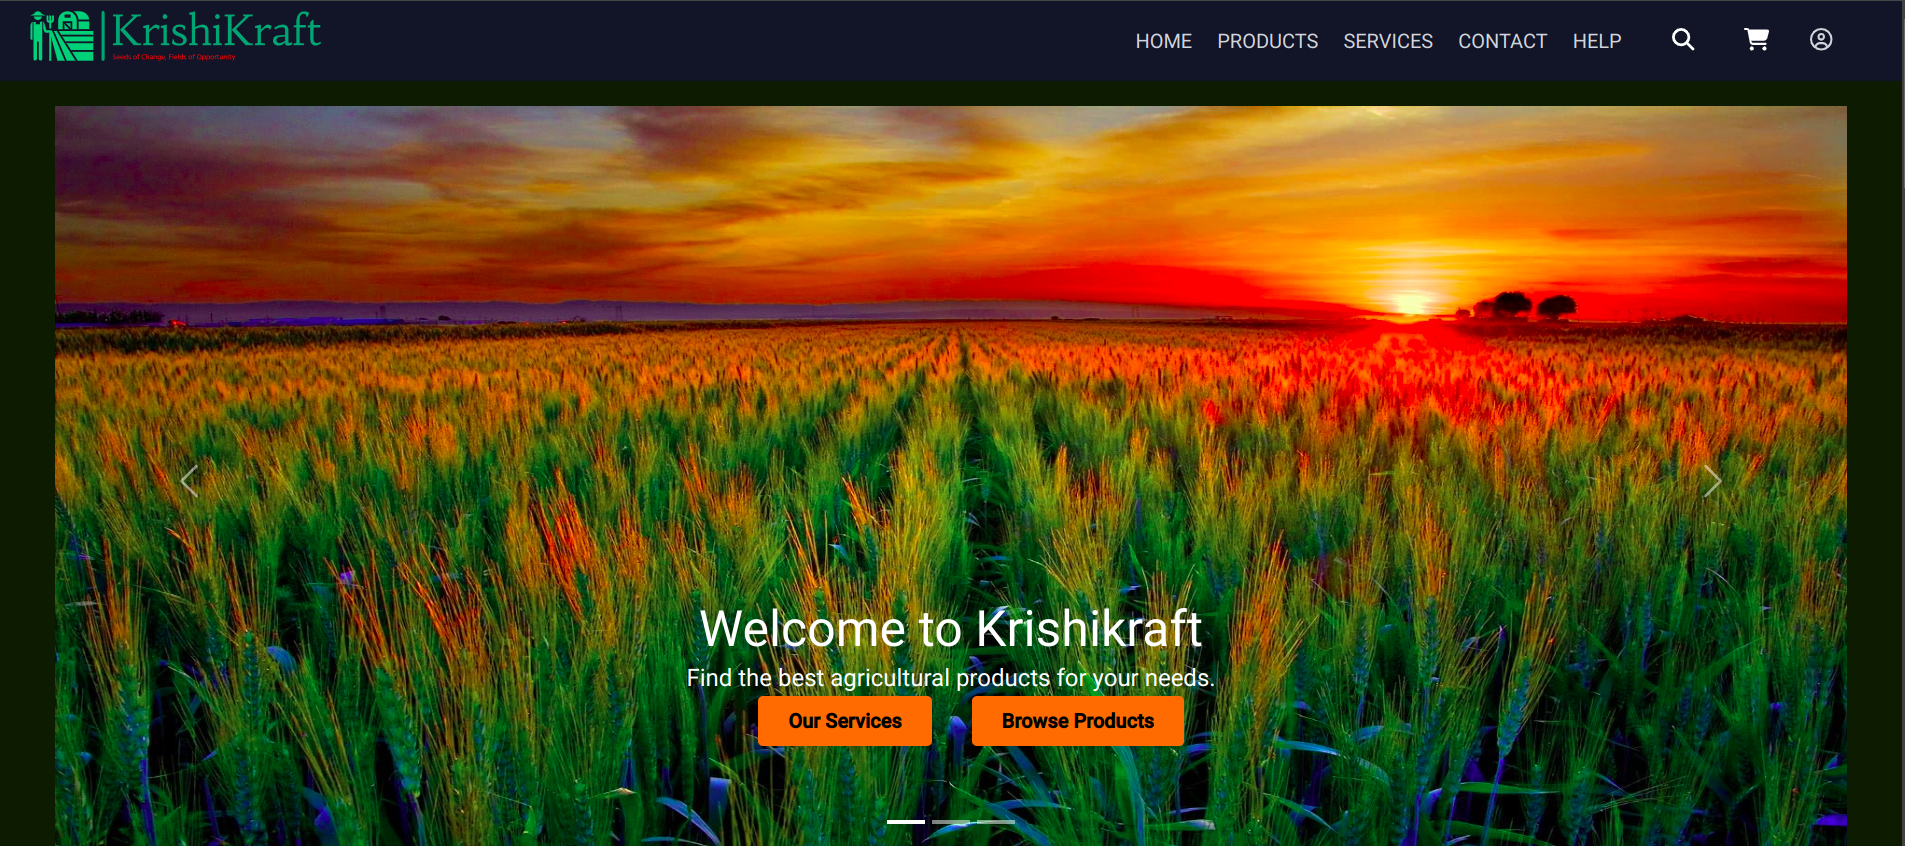 KrishiKraft
Seeds of Change, Fields of Opportunity
HOME PRODUCTS SERVICES CONTACT HELP
Welcome to Krishikraft
Find the best agricultural products for your needs.
Our Services Browse Products